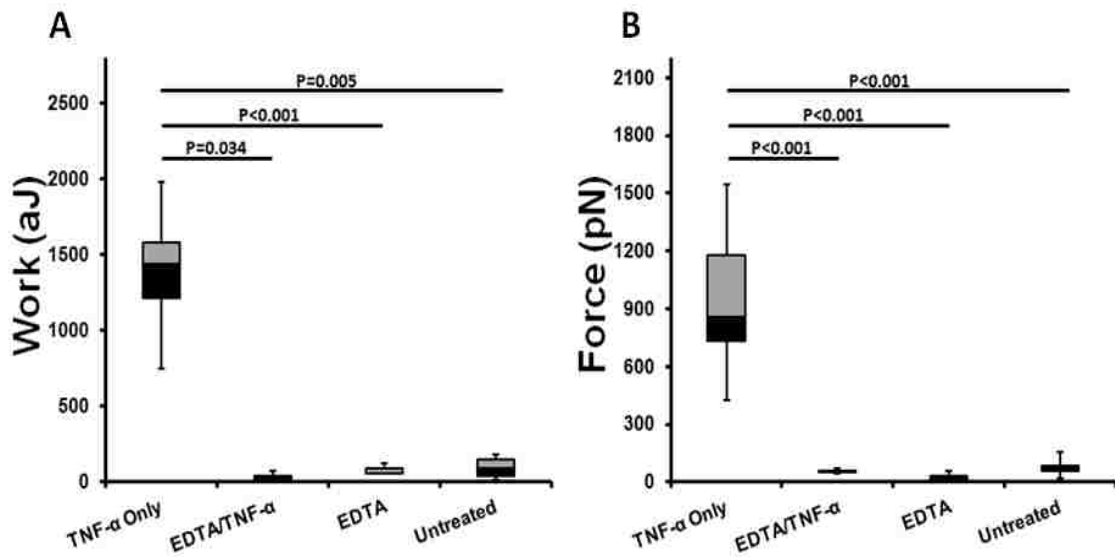 A
P=0.005
P<0.001
P=0.034
Work (aJ)
2500
2000
1500
1000
500
0
TNF-α Only
EDTA/TNF-α
EDTA
Untreated
B
P<0.001
P<0.001
P<0.001
Force (pN)
2100
1800
1500
1200
900
600
300
0
TNF-α Only
EDTA/TNF-α
EDTA
Untreated